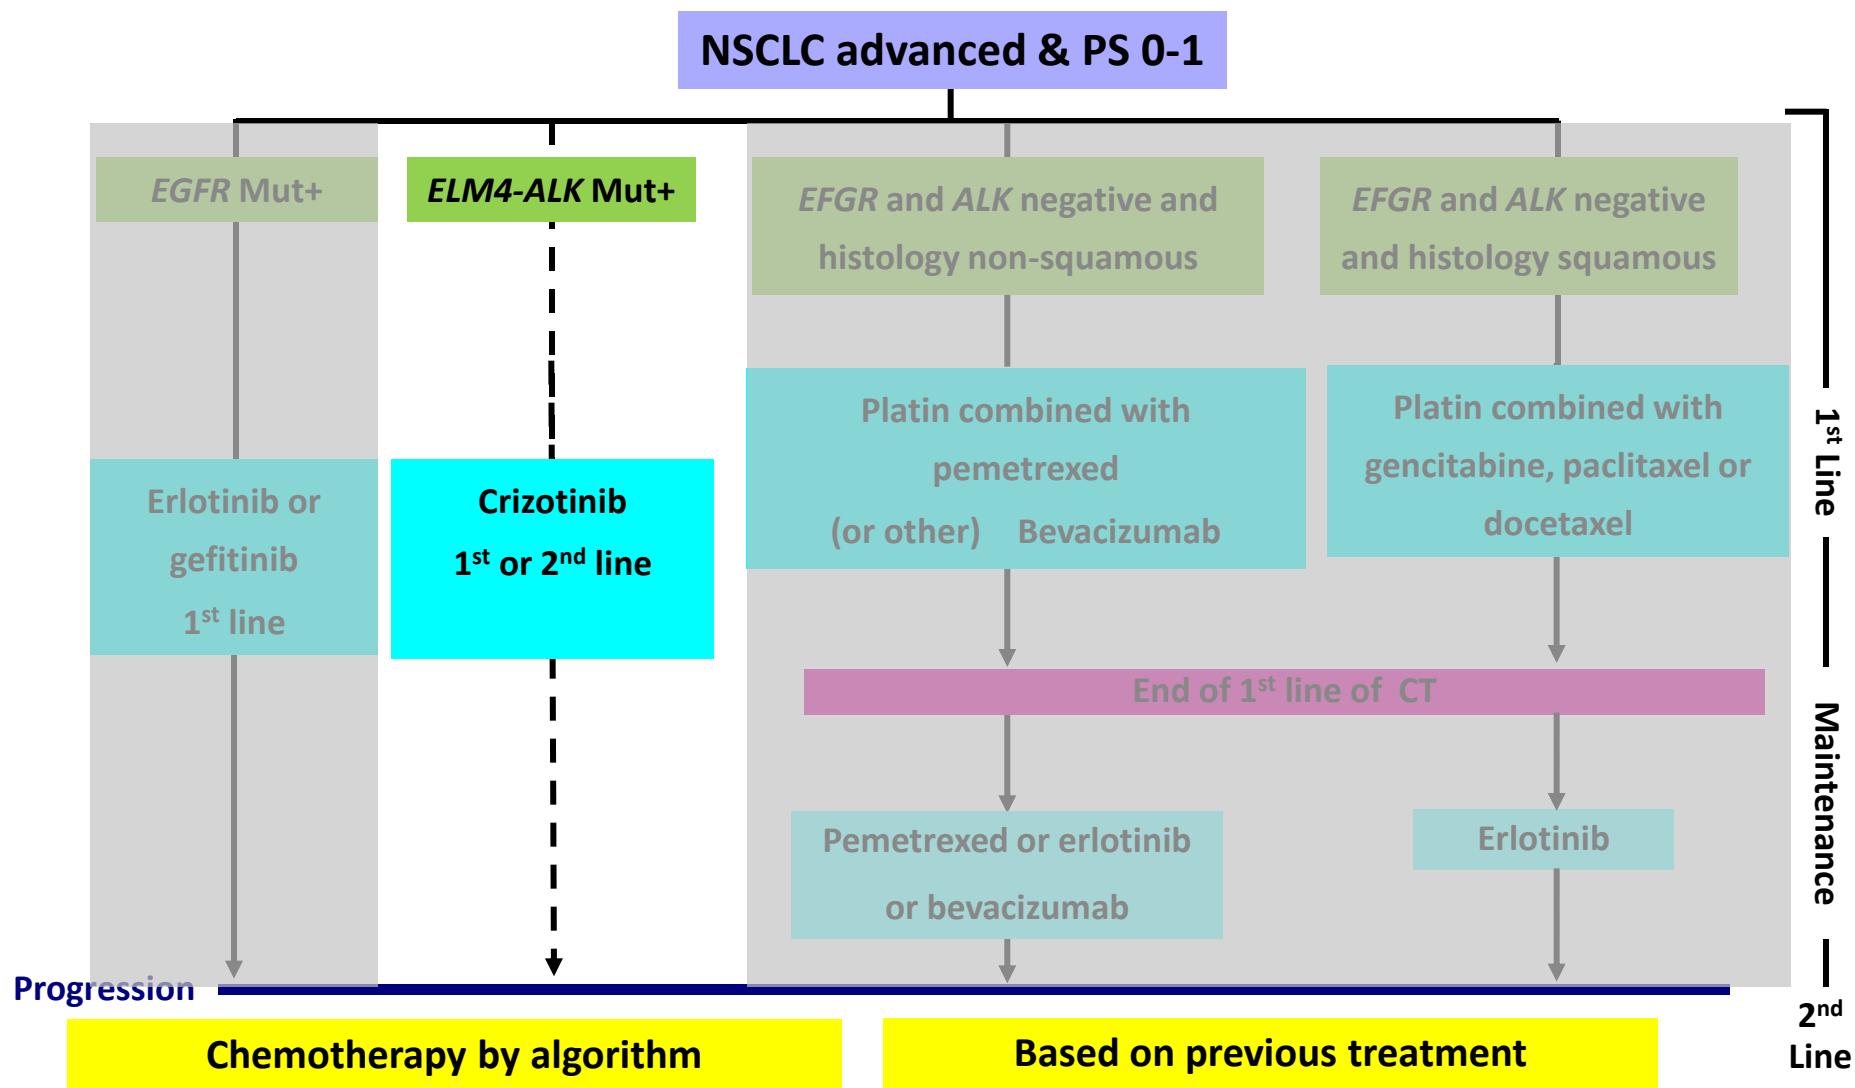 NSCLC advanced & PS 0-1
EGFR Mut+
ELM4-ALK Mut+
EFGR and ALK negative and
histology non-squamous
EFGR and ALK negative
and histology squamous
Erlotinib or
gefitinib
1st line
Crizotinib
1st or 2nd line
Platin combined with
pemetrexed
(or other) Bevacizumab
Platin combined with
gencitabine, paclitaxel or
docetaxel
1st Line
End of 1st line of CT
Maintenance
Pemetrexed or erlotinib
or bevacizumab
Erlotinib
Progression
2nd
Line
Chemotherapy by algorithm
Based on previous treatment